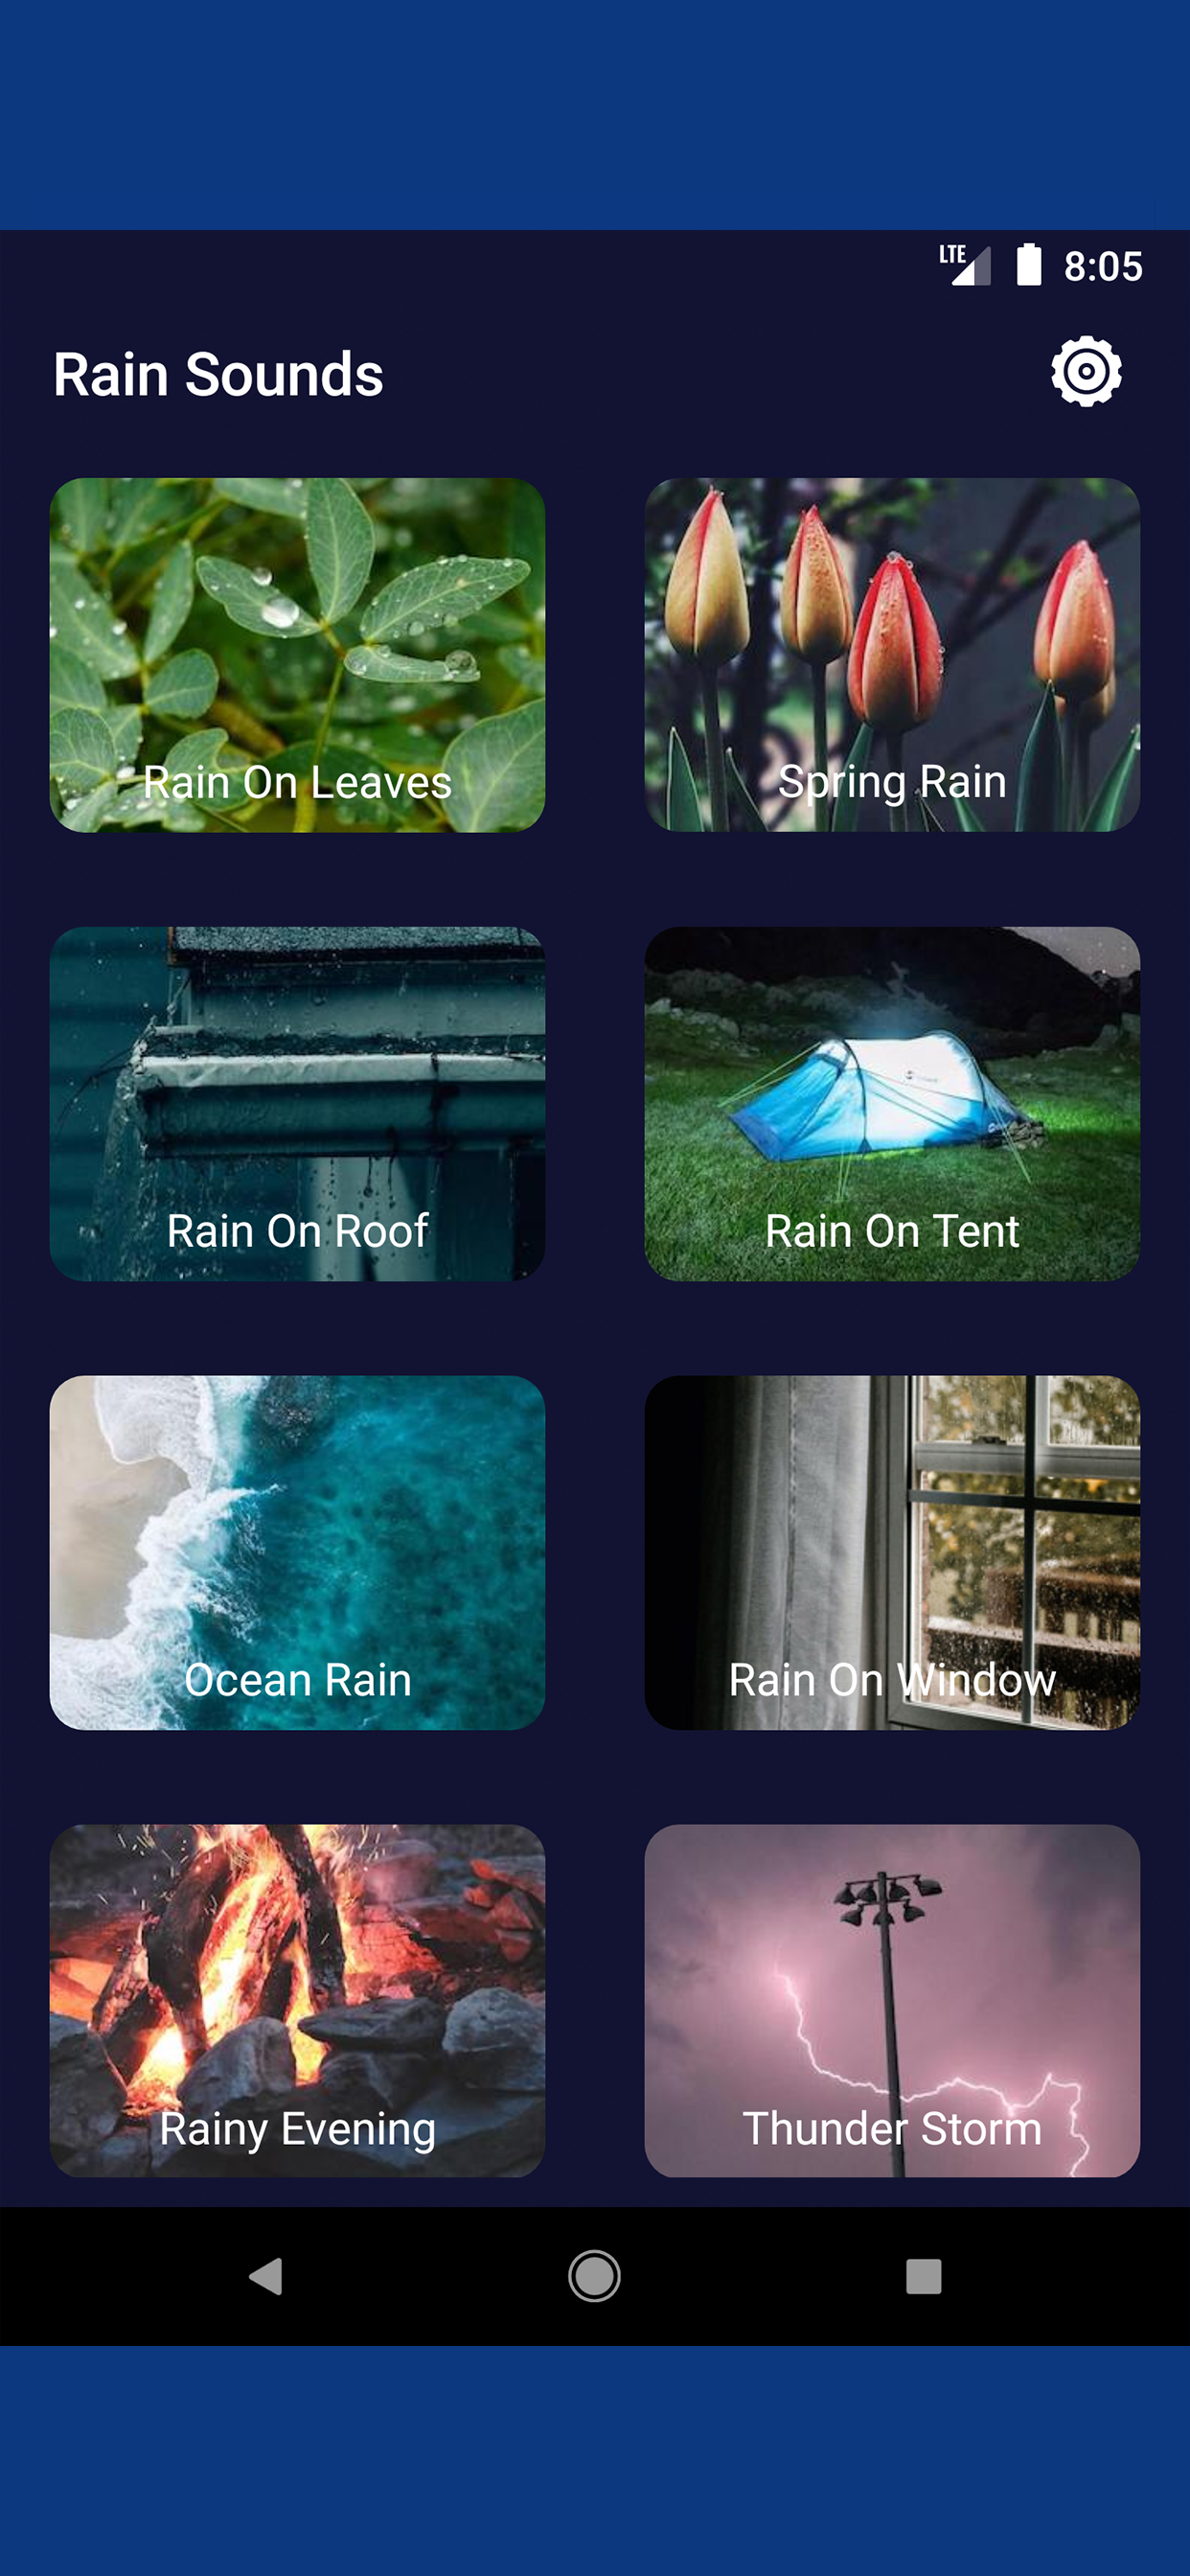 LTE 8:05
Rain Sounds
Rain On Leaves
Spring Rain
Rain On Roof
Rain On Tent
Ocean Rain
Rain On Window
Rainy Evening
Thunder Storm